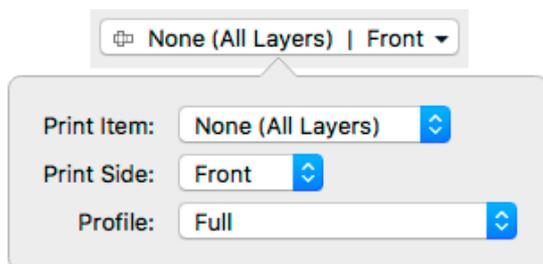 None (All Layers) | Front
Print Item: None (All Layers)
Print Side: Front
Profile: Full